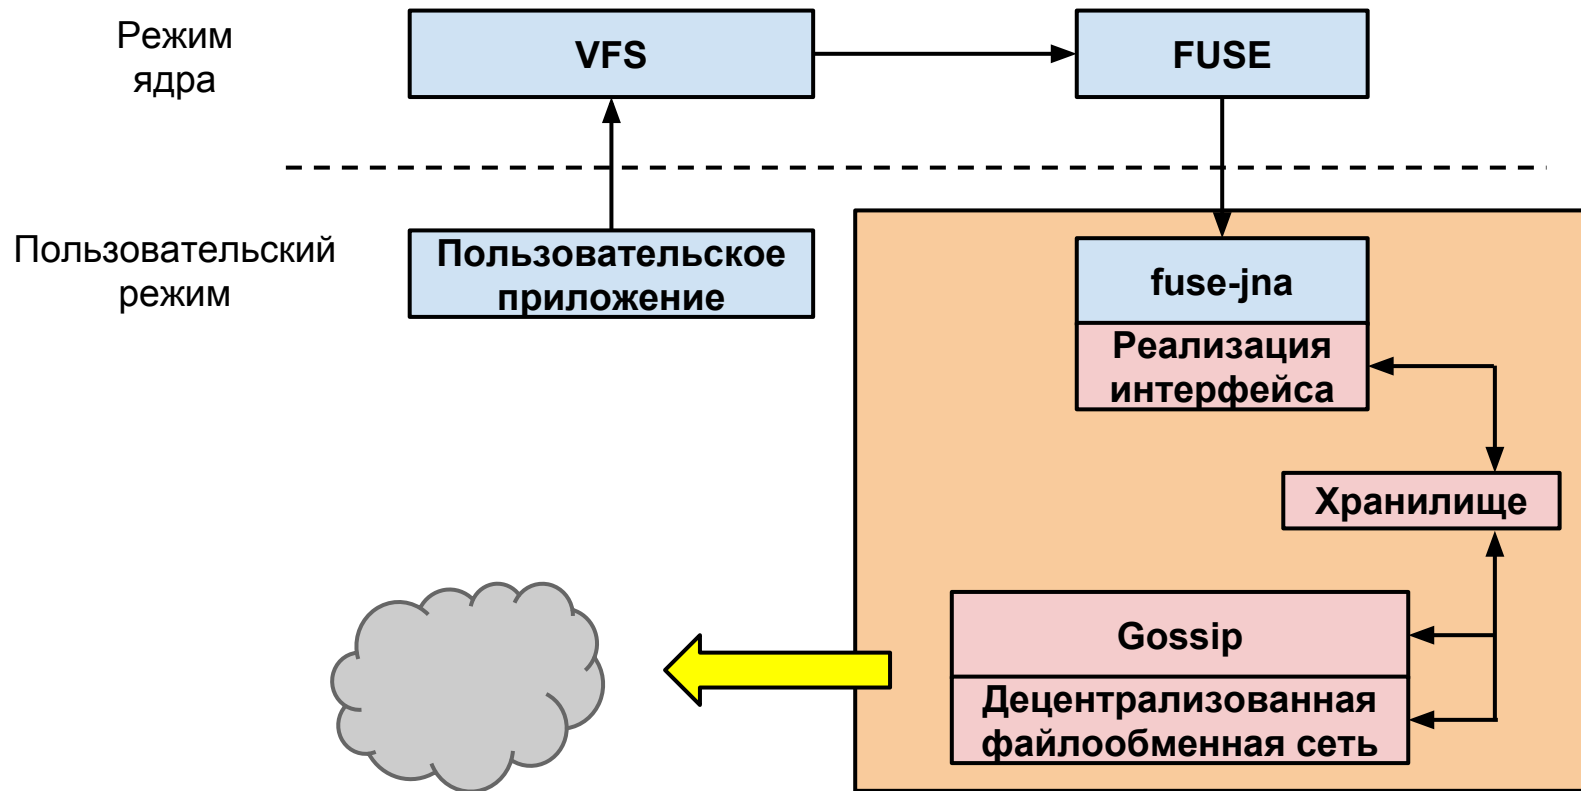 Режим
ядра
VFS
FUSE
Пользовательский
режим
Пользовательское
приложение
fuse-jna
Реализация
интерфейса
Хранилище
Gossip
Децентрализованная
файлообменная сеть